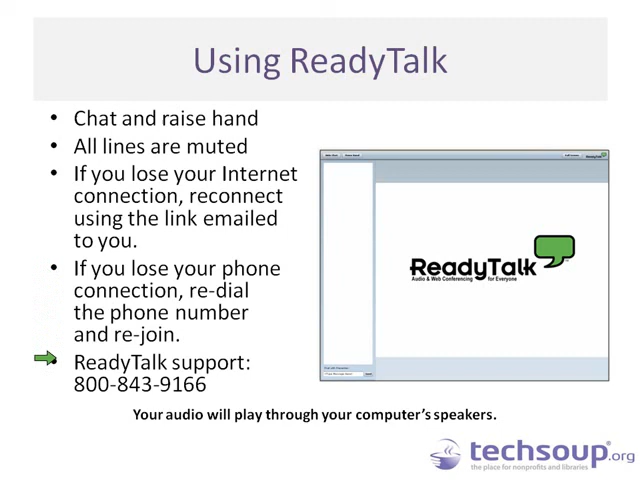 Using ReadyTalk
• Chat and raise hand
• All lines are muted
• If you lose your Internet
connection, reconnect
using the link emailed
to you.
• If you lose your phone
connection, re-dial
the phone number
and re-join.
• ReadyTalk support:
800-843-9166
ReadyTalk
Audio & Web Conferencing for Everyone
Your audio will play through your computer's speakers.
techsoup.org
the place for nonprofits and libraries